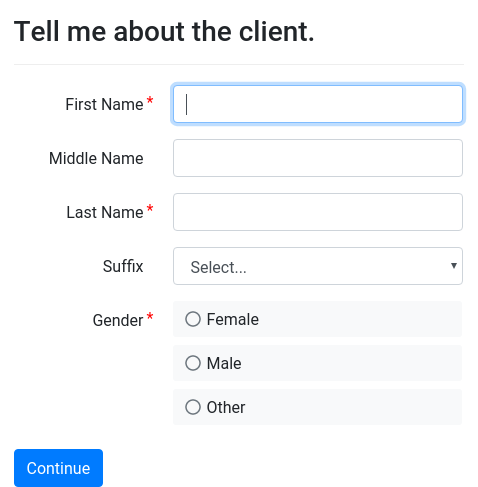 Tell me about the client.
First Name *
Middle Name
Last Name *
Suffix Select...
Gender * Female
Male
Other
Continue